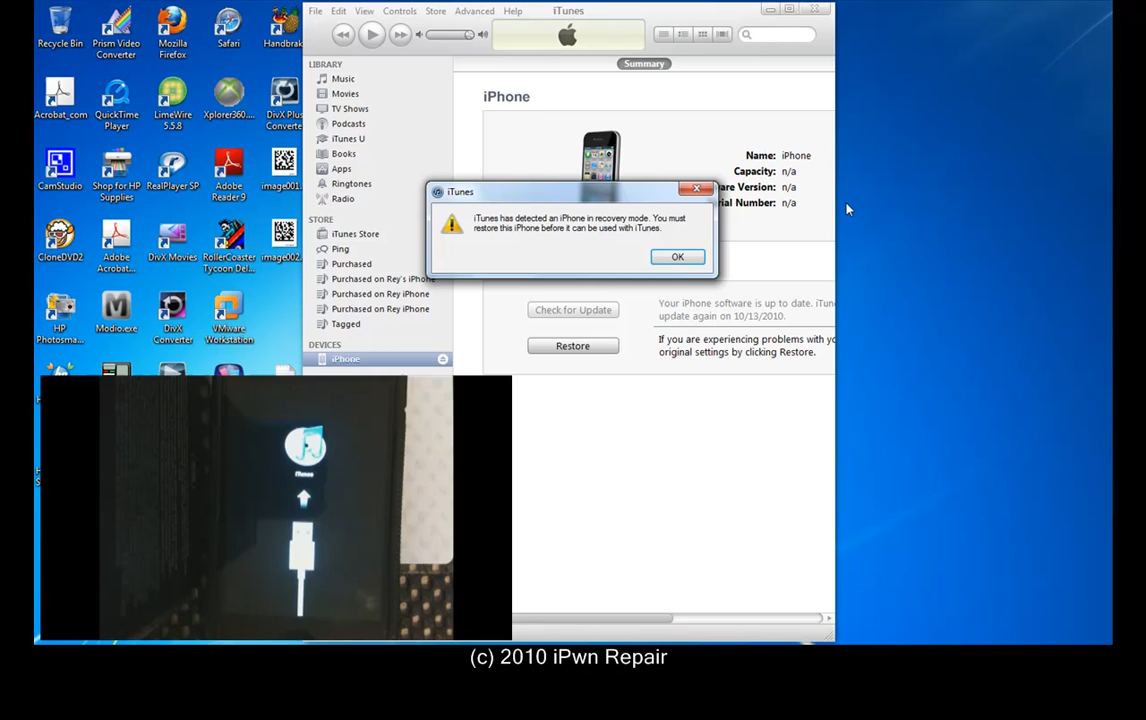 File Edit View Controls Store Advanced Help
iTunes
Recycle Bin
Prism Video
Converter
Mozilla
Firefox
Safari
Handbrak
Acrobat_com
QuickTime
Player
LimeWire
5.5.8
Xplorer360....
DivX Plus
Converte
CamStudio
Shop for HP
Supplies
RealPlayer SP
Adobe
Reader 9
image001.
CloneDVD2
Adobe
Acrobat...
DivX Movies
RollerCoaster
Tycoon Del...
image002.
HP
Photosma...
Modio.exe
DivX
Converter
VMware
Workstation
LIBRARY
Music
Movies
TV Shows
Podcasts
iTunes U
Books
Apps
Ringtones
Radio
STORE
iTunes Store
Ping
Purchased
Purchased on Rey's iPho
Purchased on Rey iPhone
Purchased on Rey iPhone
Tagged
DEVICES
iPhone
Summary
iPhone
Name: iPhone
Capacity: n/a
are Version: n/a
rial Number: n/a
iTunes
iTunes has detected an iPhone in recovery mode. You must
restore this iPhone before it can be used with iTunes.
OK
Check for Update
Your iPhone software is up to date. iTun
update again on 10/13/2010.
Restore
If you are experiencing problems with yo
original settings by clicking Restore.
iTunes
(c) 2010 iPwn Repair